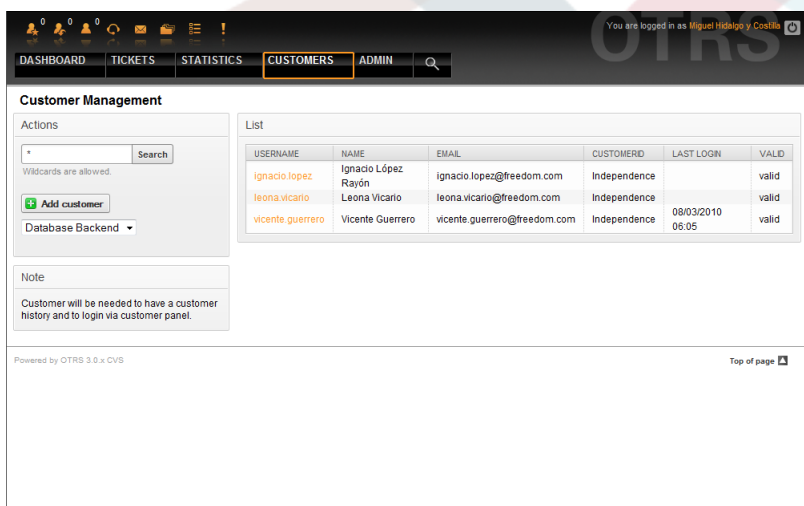 0 0 0
You are logged in as Miguel Hidalgo y Costilla
OTRS
DASHBOARD TICKETS STATISTICS CUSTOMERS ADMIN
Customer Management
Actions
*
Search
Wildcards are allowed.
Add customer
Database Backend
Note
Customer will be needed to have a customer
history and to login via customer panel.
List
USERNAME NAME EMAIL CUSTOMERID LAST LOGIN VALID
ignacio.lopez Ignacio López Rayón ignacio.lopez@freedom.com Independence valid
leona.vicario Leona Vicario leona.vicario@freedom.com Independence valid
vicente.guerrero Vicente Guerrero vicente.guerrero@freedom.com Independence 08/03/2010 06:05 valid
Powered by OTRS 3.0.x CVS
Top of page